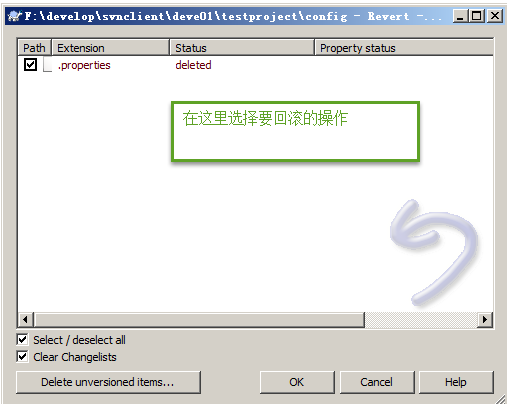 F:\develop\svnclient\deve01\testproject\config - Revert -...
Path Extension Status Property status
.properties deleted
在这里选择要回滚的操作
Select / deselect all
Clear Changelists
Delete unversioned items... OK Cancel Help